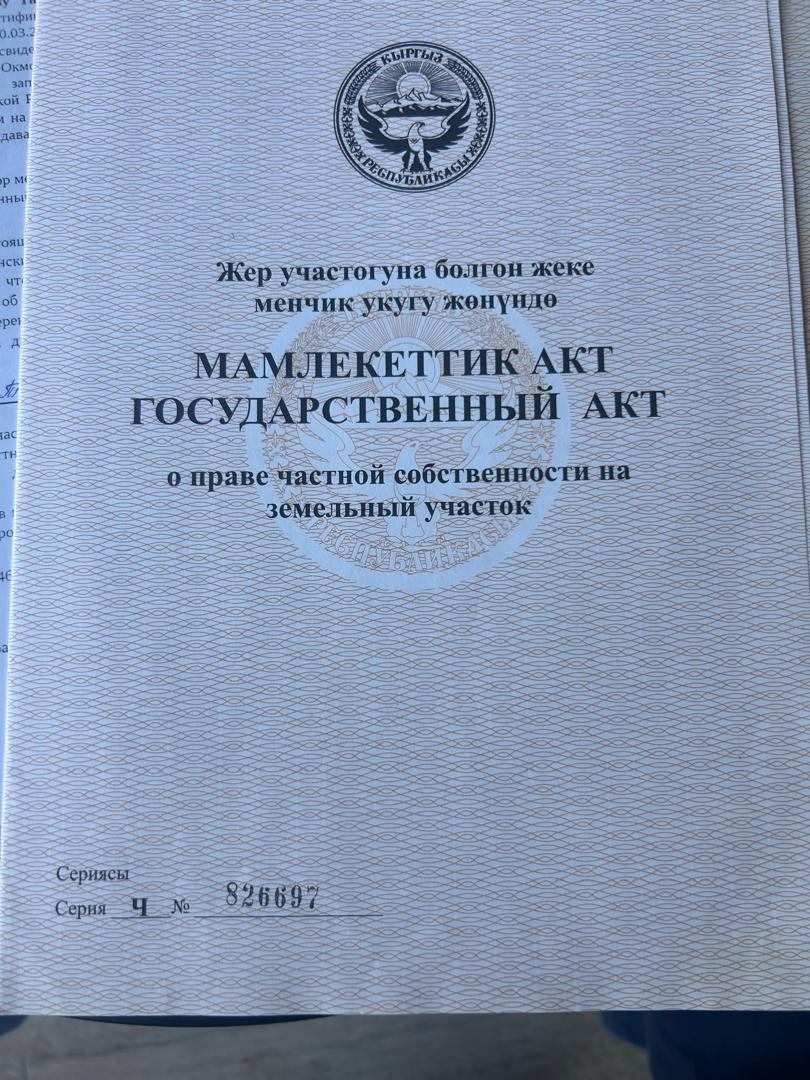 КЫРГЫЗ
РЕСПУБЛИКАСЫ
Жер участогуна болгон жеке
менчик укугу жөнүндө
МАМЛЕКЕТТИК АКТ
ГОСУДАРСТВЕННЫЙ АКТ
о праве частной собственности на
земельный участок
РЕСПУБЛИКАСЫ
Сериясы
Серия Ч № 826697